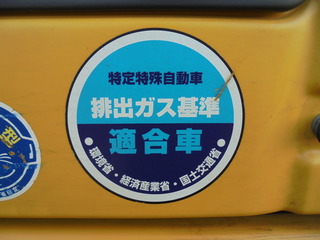 特定特殊自動車
排出ガス基準
適合車
・環境省・経済産業省・国土交通省・
型